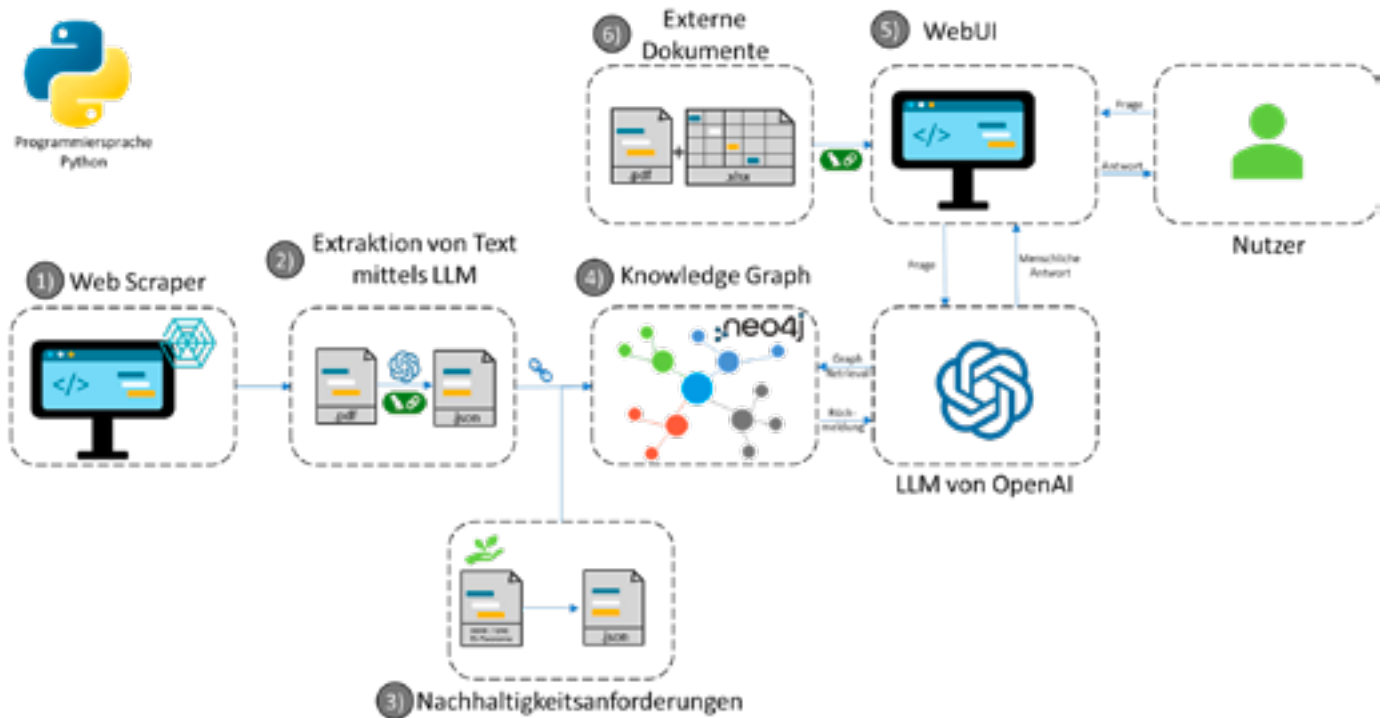 Programmiersprache
Python
6)
Externe
Dokumente
5)
WebUI
.pdf
+
.xlsx
</>
Frage
Antwort
Nutzer
1)
Web Scraper
2)
Extraktion von Text
mittels LLM
4)
Knowledge Graph
Frage
Menschliche
Antwort
</>
.pdf
.json
neo4j
Graph
Retrieval
Rück-
meldung
LLM von OpenAI
.json
3)
Nachhaltigkeitsanforderungen